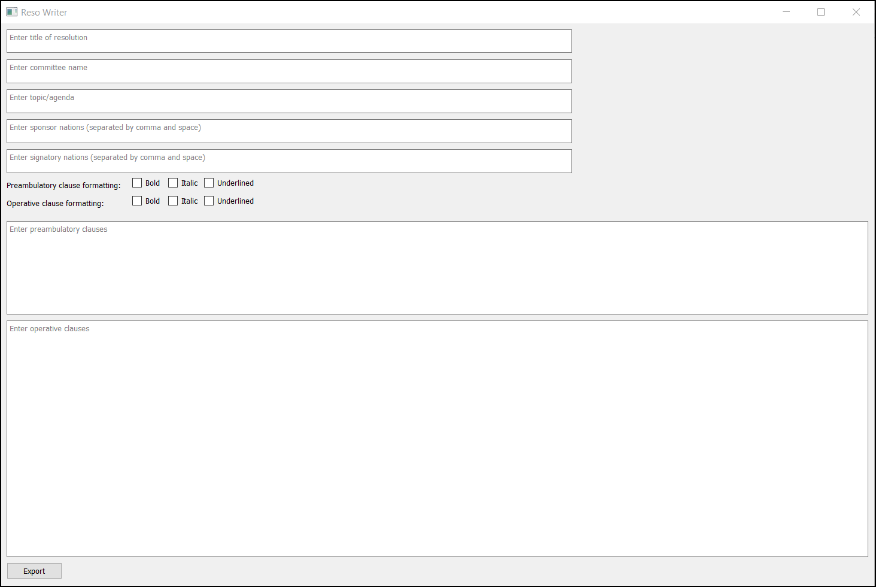 Reso Writer
Enter title of resolution
Enter committee name
Enter topic/agenda
Enter sponsor nations (separated by comma and space)
Enter signatory nations (separated by comma and space)
Preambulatory clause formatting: Bold Italic Underlined
Operative clause formatting: Bold Italic Underlined
Enter preambulatory clauses
Enter operative clauses
Export